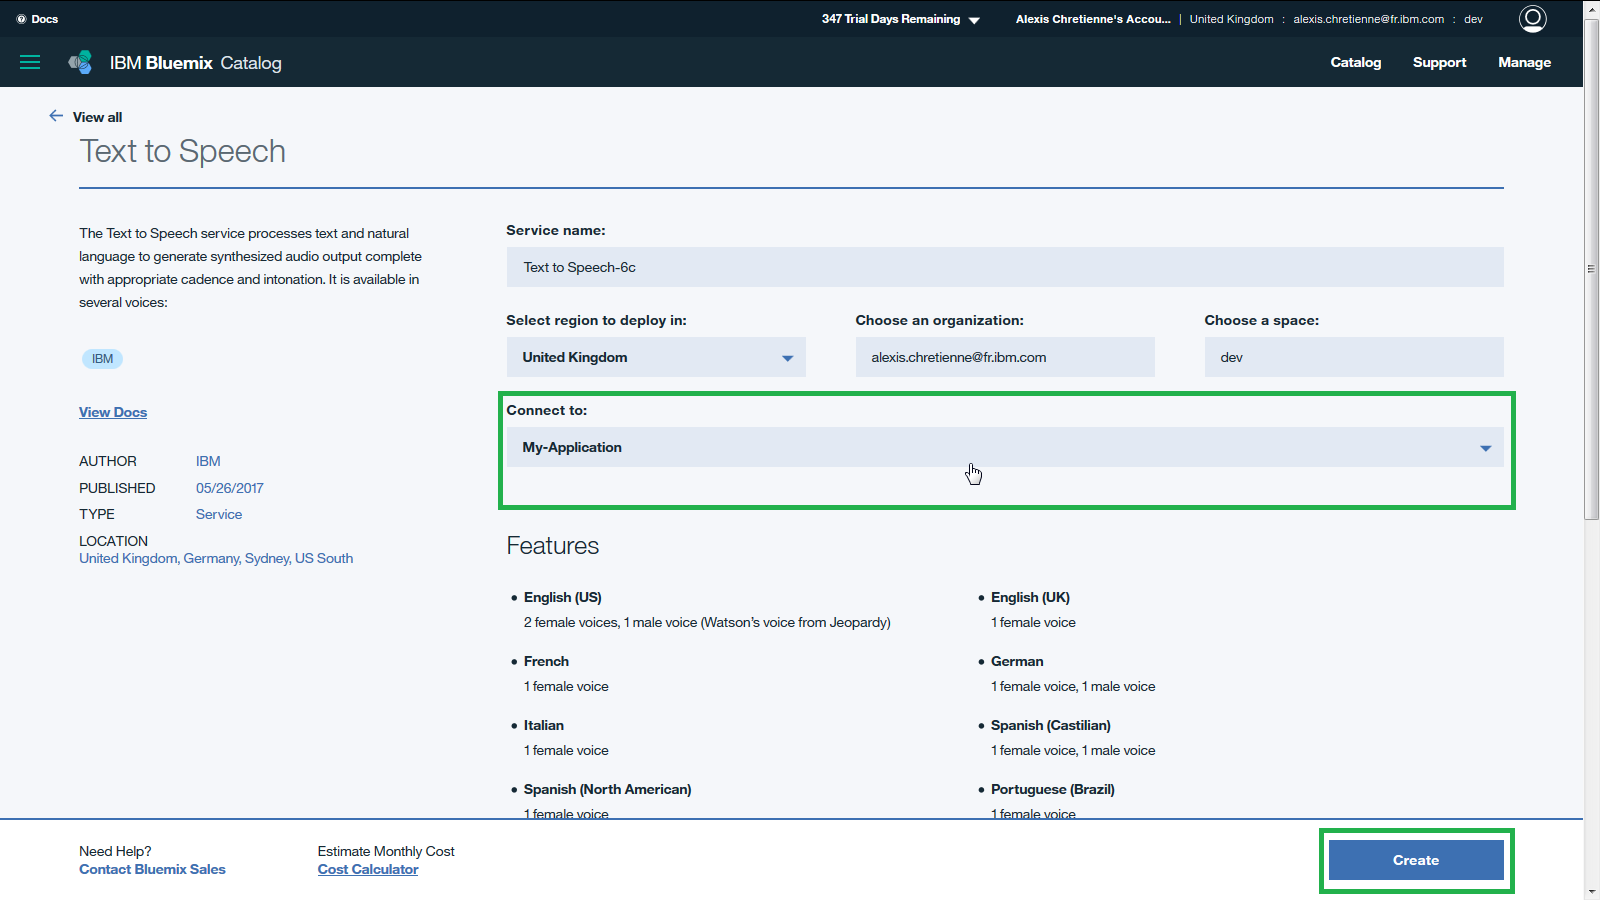 Docs
347 Trial Days Remaining
Alexis Chretienne's Accou... | United Kingdom : alexis.chretienne@fr.ibm.com : dev
IBM Bluemix Catalog
Catalog Support Manage
View all
Text to Speech
The Text to Speech service processes text and natural
language to generate synthesized audio output complete
with appropriate cadence and intonation. It is available in
several voices:
IBM
View Docs
AUTHOR IBM
PUBLISHED 05/26/2017
TYPE Service
LOCATION
United Kingdom, Germany, Sydney, US South
Service name:
Text to Speech-6c
Select region to deploy in:
United Kingdom
Choose an organization:
alexis.chretienne@fr.ibm.com
Choose a space:
dev
Connect to:
My-Application
Features
English (US)
2 female voices, 1 male voice (Watson's voice from Jeopardy)
English (UK)
1 female voice
French
1 female voice
German
1 female voice, 1 male voice
Italian
1 female voice
Spanish (Castilian)
1 female voice, 1 male voice
Spanish (North American)
1 female voice
Portuguese (Brazil)
1 female voice
Need Help?
Contact Bluemix Sales
Estimate Monthly Cost
Cost Calculator
Create